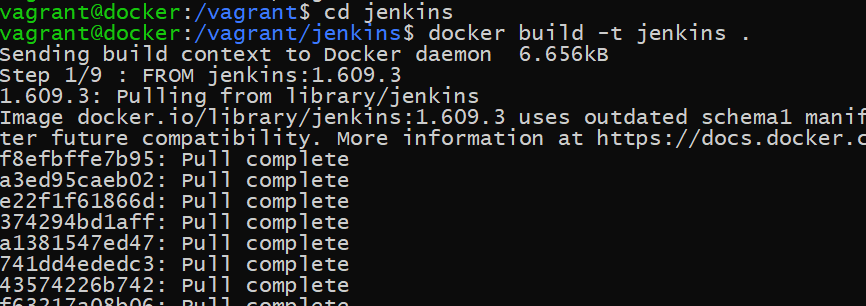 vagrant@docker:/vagrant$ cd jenkins
vagrant@docker:/vagrant/jenkins$ docker build -t jenkins .
Sending build context to Docker daemon  6.656kB
Step 1/9 : FROM jenkins:1.609.3
1.609.3: Pulling from library/jenkins
Image docker.io/library/jenkins:1.609.3 uses outdated schema1 manif
ter future compatibility. More information at https://docs.docker.c
f8efbffe7b95: Pull complete
a3ed95caeb02: Pull complete
e22f1f61866d: Pull complete
374294bd1aff: Pull complete
a1381547ed47: Pull complete
741dd4ededc3: Pull complete
43574226b742: Pull complete
f63217a08b06: Pull complete